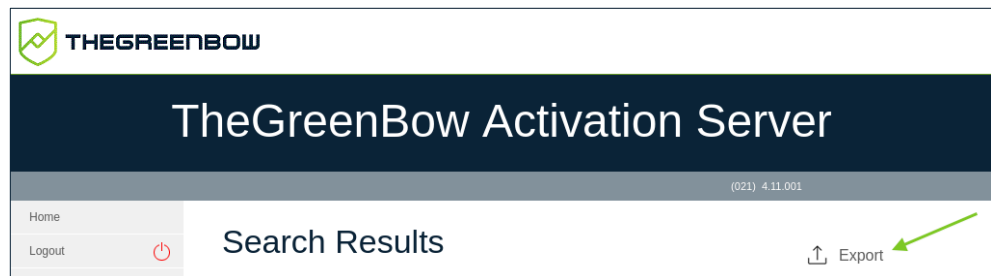 THEGREENBOW
TheGreenBow Activation Server
(021) 4.11.001
Home
Logout
Search Results
Export